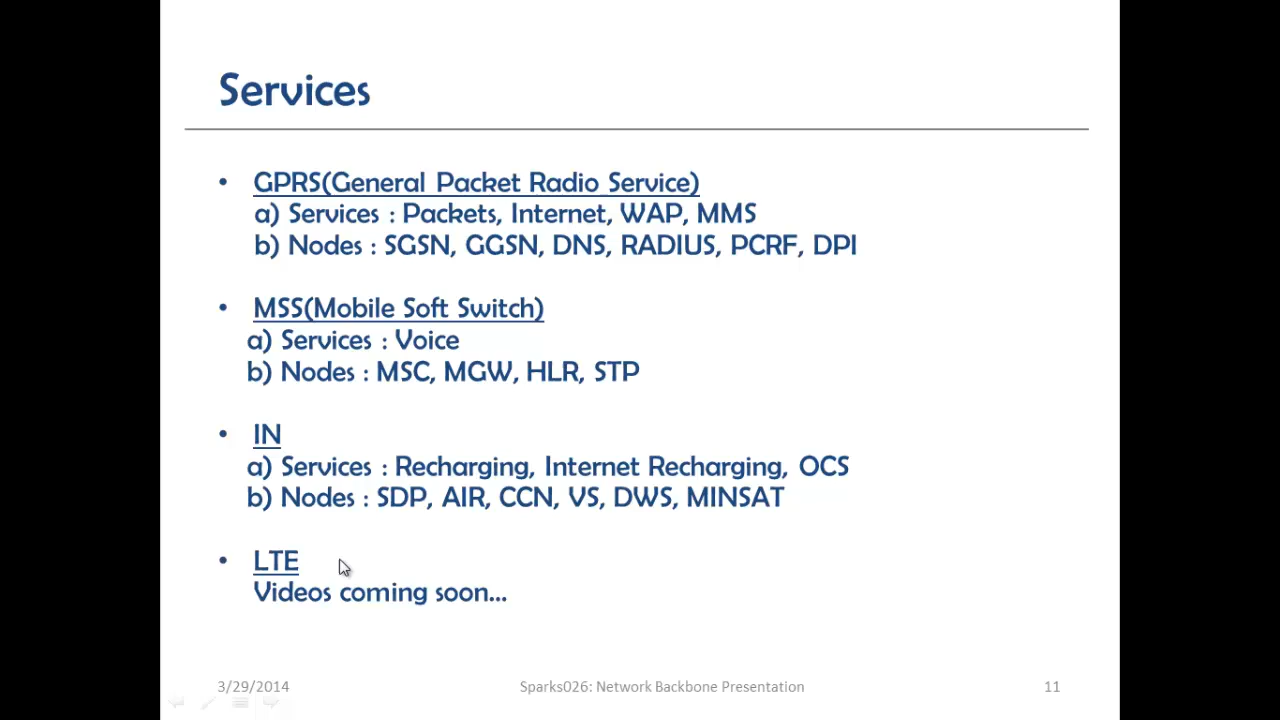 Services
• GPRS(General Packet Radio Service)
a) Services : Packets, Internet, WAP, MMS
b) Nodes : SGSN, GGSN, DNS, RADIUS, PCRF, DPI
• MSS(Mobile Soft Switch)
a) Services : Voice
b) Nodes : MSC, MGW, HLR, STP
• IN
a) Services : Recharging, Internet Recharging, OCS
b) Nodes : SDP, AIR, CCN, VS, DWS, MINSAT
• LTE
Videos coming soon...
3/29/2014 Sparks026: Network Backbone Presentation 11